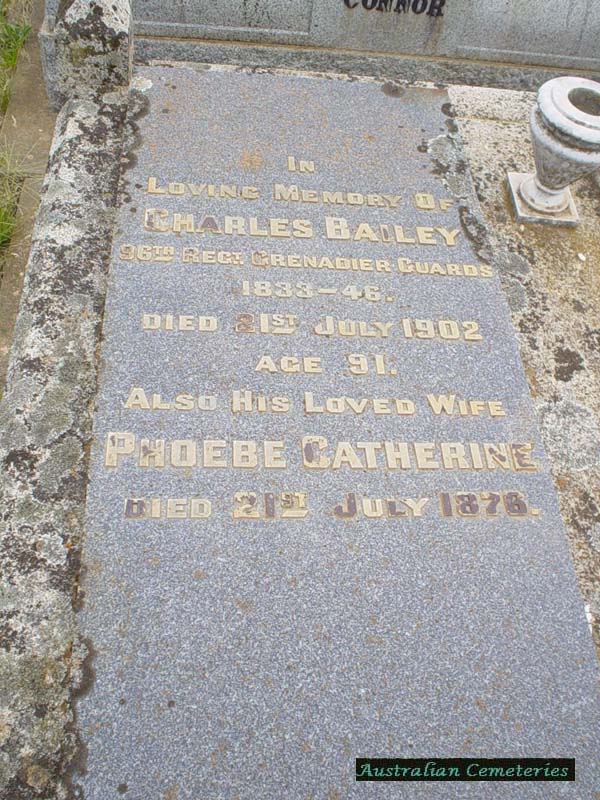 CONNOR
IN
LOVING MEMORY OF
CHARLES BAILEY
96TH REGT. GRENADIER GUARDS
1833-46.
DIED 21ST JULY 1902
AGE 91.
ALSO HIS LOVED WIFE
PHOEBE CATHERINE
DIED 21ST JULY 1876.
Australian Cemeteries